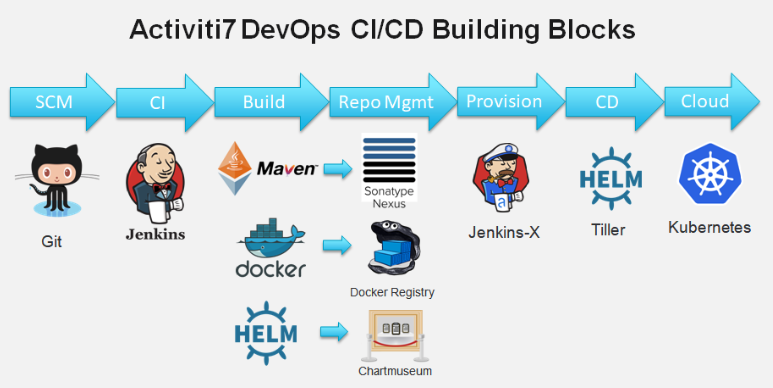 Activiti7 DevOps CI/CD Building Blocks
SCM
CI
Build
Repo Mgmt
Provision
CD
Cloud
Git
Jenkins
Maven™
Sonatype
Nexus
Jenkins-X
HELM
Tiller
Kubernetes
docker
Docker Registry
HELM
Chartmuseum